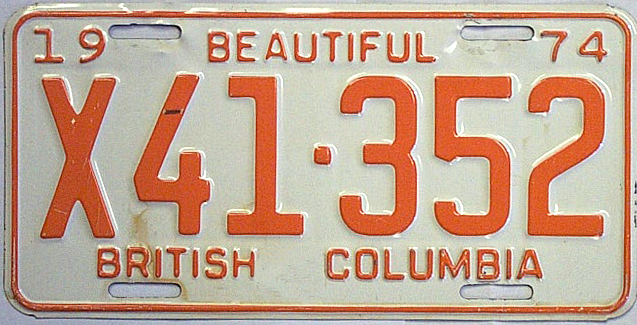 19 BEAUTIFUL 74
X41·352
BRITISH COLUMBIA